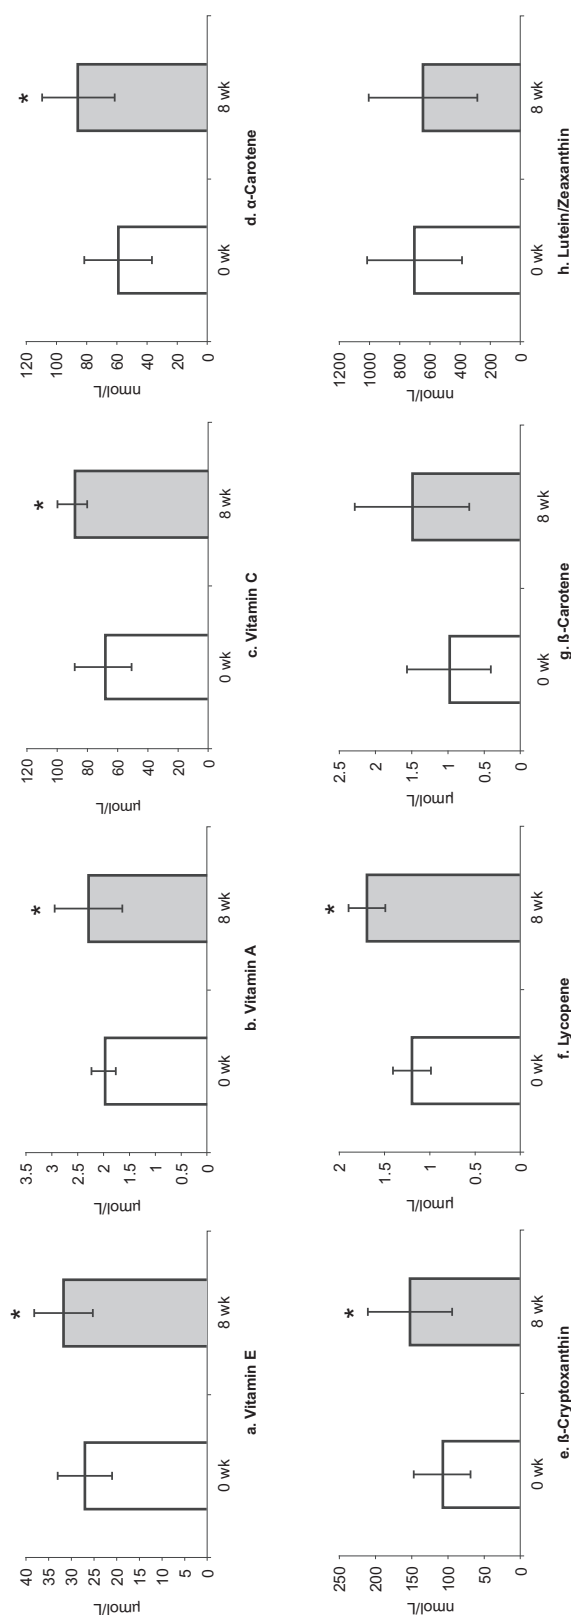 40
35
30
25
20
15
10
5
0
µmol/L
*
0 wk
8 wk
a. Vitamin E
3.5
3
2.5
2
1.5
1
0.5
0
µmol/L
*
0 wk
8 wk
b. Vitamin A
120
100
80
60
40
20
0
µmol/L
*
0 wk
8 wk
c. Vitamin C
120
100
80
60
40
20
0
nmol/L
*
0 wk
8 wk
d. α-Carotene
250
200
150
100
50
0
nmol/L
*
0 wk
8 wk
e. ß-Cryptoxanthin
2
1.5
1
0.5
0
µmol/L
*
0 wk
8 wk
f. Lycopene
2.5
2
1.5
1
0.5
0
µmol/L
0 wk
8 wk
g. ß-Carotene
1200
1000
800
600
400
200
0
nmol/L
0 wk
8 wk
h. Lutein/Zeaxanthin